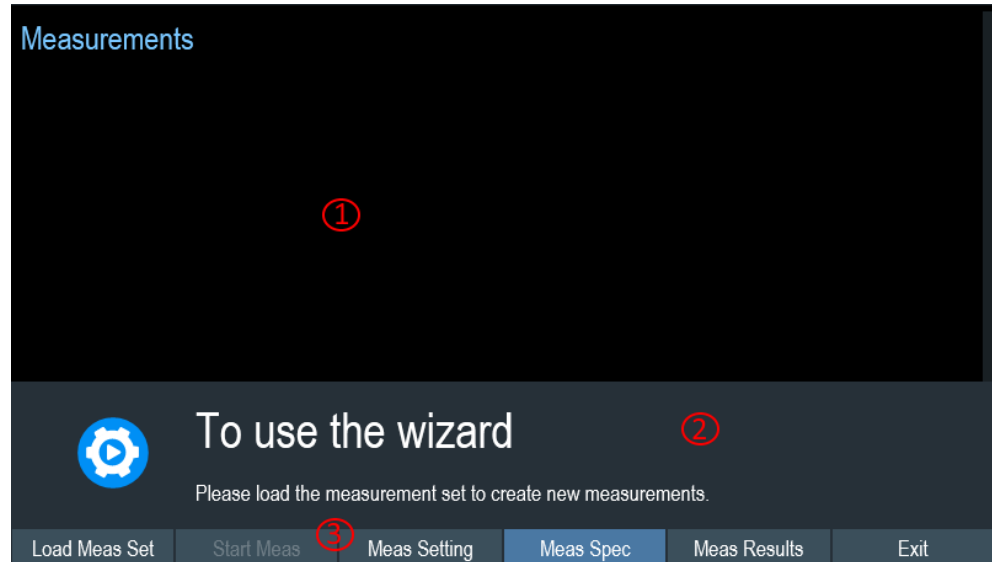 Measurements
①
To use the wizard ②
Please load the measurement set to create new measurements.
③
Load Meas Set Start Meas Meas Setting Meas Spec Meas Results Exit